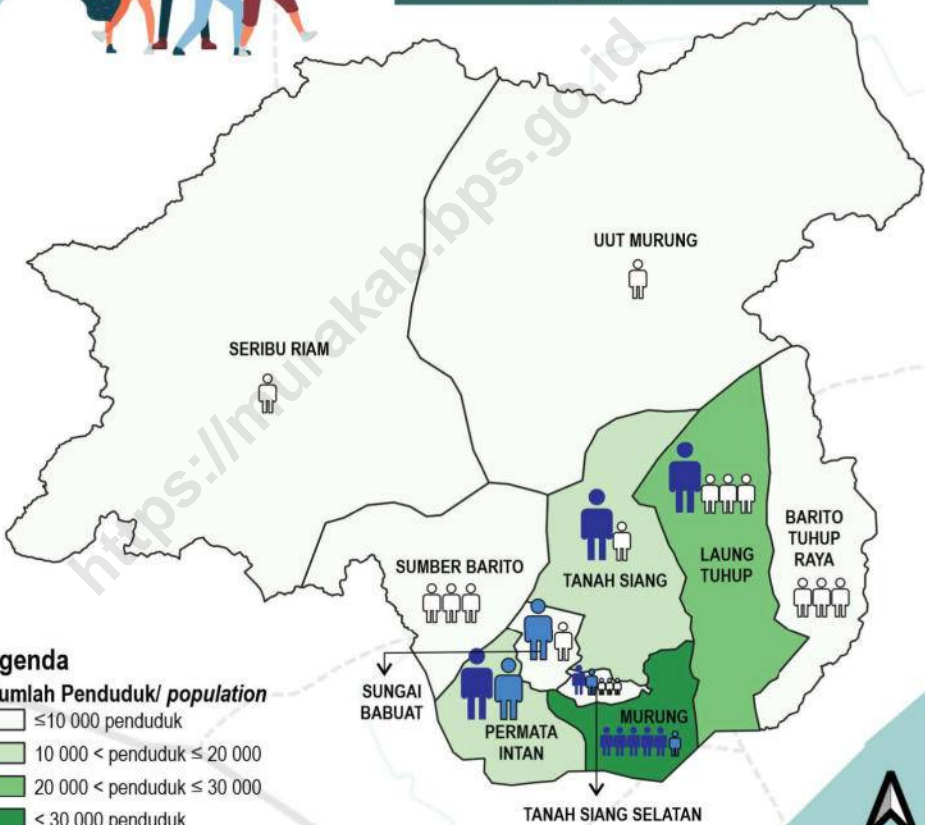 https://murakab.bps.go.id
UUT MURUNG
SERIBU RIAM
SUMBER BARITO
TANAH SIANG
LAUNG
TUHUP
BARITO
TUHUP
RAYA
SUNGAI
BABUAT
PERMATA
INTAN
MURUNG
TANAH SIANG SELATAN
genda
umlah Penduduk/ population
≤10 000 penduduk
10 000 < penduduk ≤ 20 000
20 000 < penduduk ≤ 30 000
< 30 000 penduduk